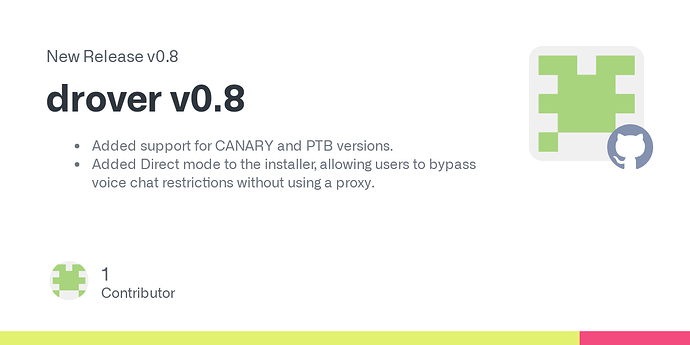 New Release v0.8
drover v0.8
• Added support for CANARY and PTB versions.
• Added Direct mode to the installer, allowing users to bypass
voice chat restrictions without using a proxy.
1
Contributor